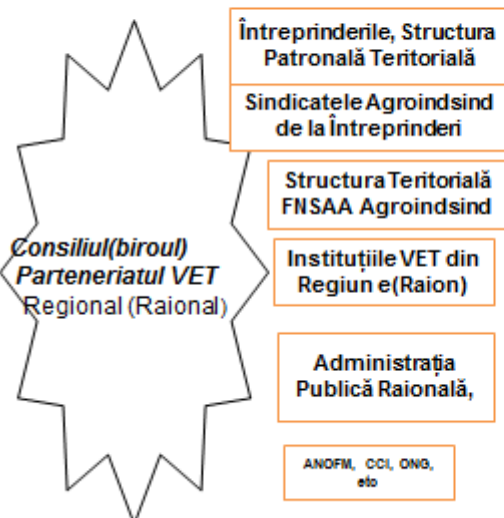 Întreprinderile, Structura
Patronală Teritorială
Sindicatele Agroindsind
de la Întreprinderi
Structura Teritorială
FNSAA Agroindsind
Consiliul(biroul)
Parteneriatul VET
Regional (Raional)
Instituțiile VET din
Regiun e(Raion)
Administrația
Publică Raională,
ANOFM, CCI, ONG,
etc